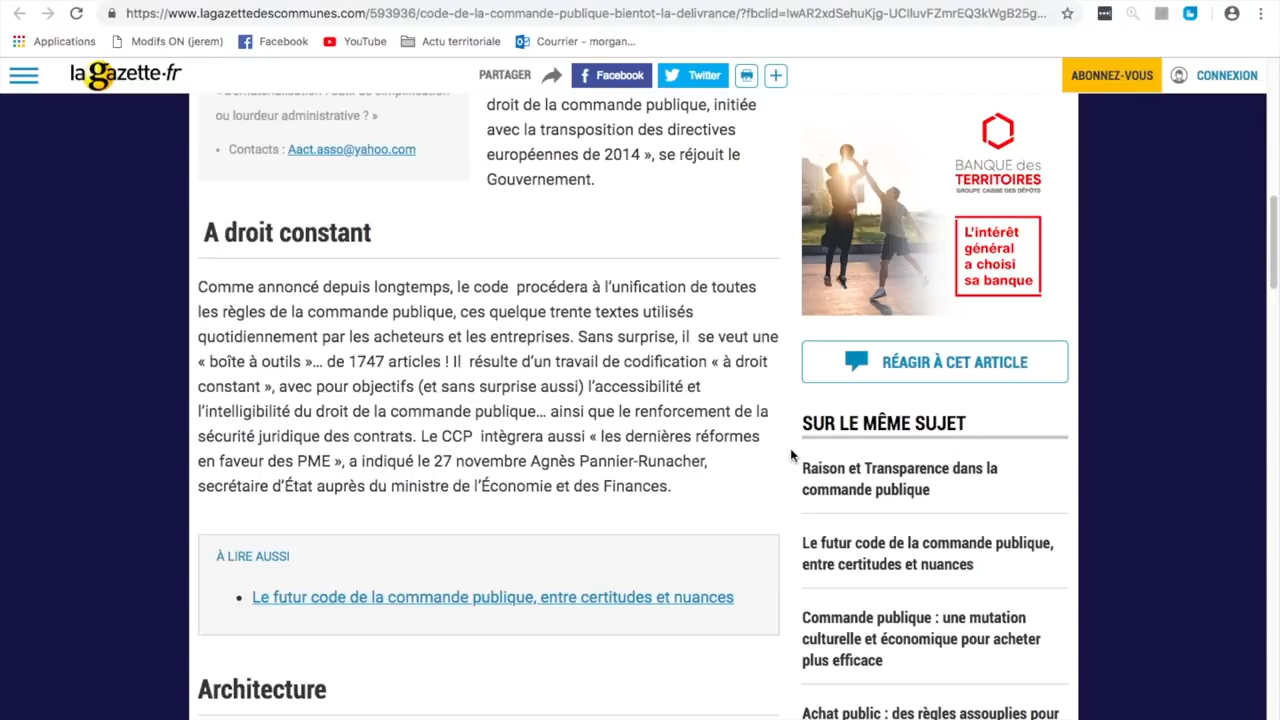 https://www.lagazettedescommunes.com/593936/code-de-la-commande-publique-bientot-la-delivrance/?fbclid=IwAR2xdSehuKjg-UCIluvFZmrEQ3kWgB25g...
Applications
Modifs ON (jerem)
Facebook
YouTube
Actu territoriale
Courrier - morgan...
la gazette.fr
PARTAGER
Facebook
Twitter
ABONNEZ-VOUS
CONNEXION
ou lourdeur administrative ? »
• Contacts : Aact.asso@yahoo.com
droit de la commande publique, initiée
avec la transposition des directives
européennes de 2014 », se réjouit le
Gouvernement.
A droit constant
Comme annoncé depuis longtemps, le code procédera à l’unification de toutes
les règles de la commande publique, ces quelque trente textes utilisés
quotidiennement par les acheteurs et les entreprises. Sans surprise, il se veut une
« boîte à outils »… de 1747 articles ! Il résulte d’un travail de codification « à droit
constant », avec pour objectifs (et sans surprise aussi) l’accessibilité et
l’intelligibilité du droit de la commande publique… ainsi que le renforcement de la
sécurité juridique des contrats. Le CCP intègrera aussi « les dernières réformes
en faveur des PME », a indiqué le 27 novembre Agnès Pannier-Runacher,
secrétaire d’État auprès du ministre de l’Économie et des Finances.
À LIRE AUSSI
• Le futur code de la commande publique, entre certitudes et nuances
Architecture
BANQUE des
TERRITOIRES
GROUPE CAISSE DES DÉPÔTS
L'intérêt
général
a choisi
sa banque
RÉAGIR À CET ARTICLE
SUR LE MÊME SUJET
Raison et Transparence dans la
commande publique
Le futur code de la commande publique,
entre certitudes et nuances
Commande publique : une mutation
culturelle et économique pour acheter
plus efficace
Achat public : des règles assouplies pour